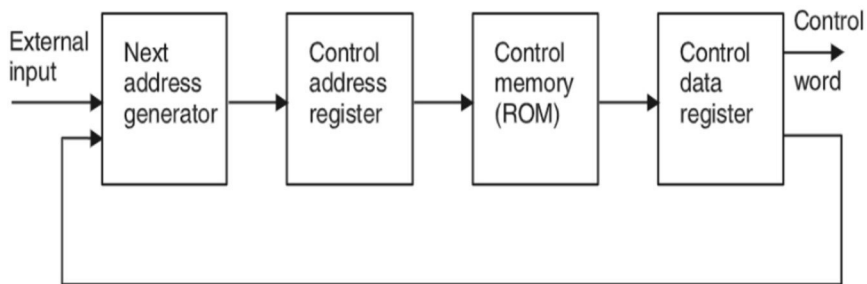 External
input
Next
address
generator
Control
address
register
Control
memory
(ROM)
Control
data
register
Control
word